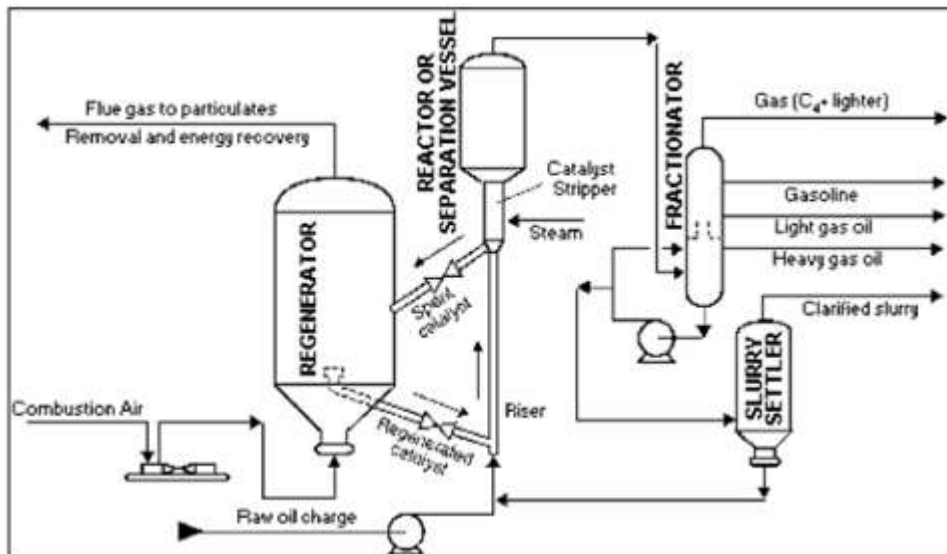 Flue gas to particulates
Removal and energy recovery
REACTOR OR
SEPARATION VESSEL
Catalyst
Stripper
Steam
FRACTIONATOR
Gas (C₄+ lighter)
Gasoline
Light gas oil
Heavy gas oil
Clarified slurry
SLURRY
SETTLER
REGENERATOR
Spent
catalyst
Combustion Air
Regenerated
catalyst
Riser
Raw oil charge